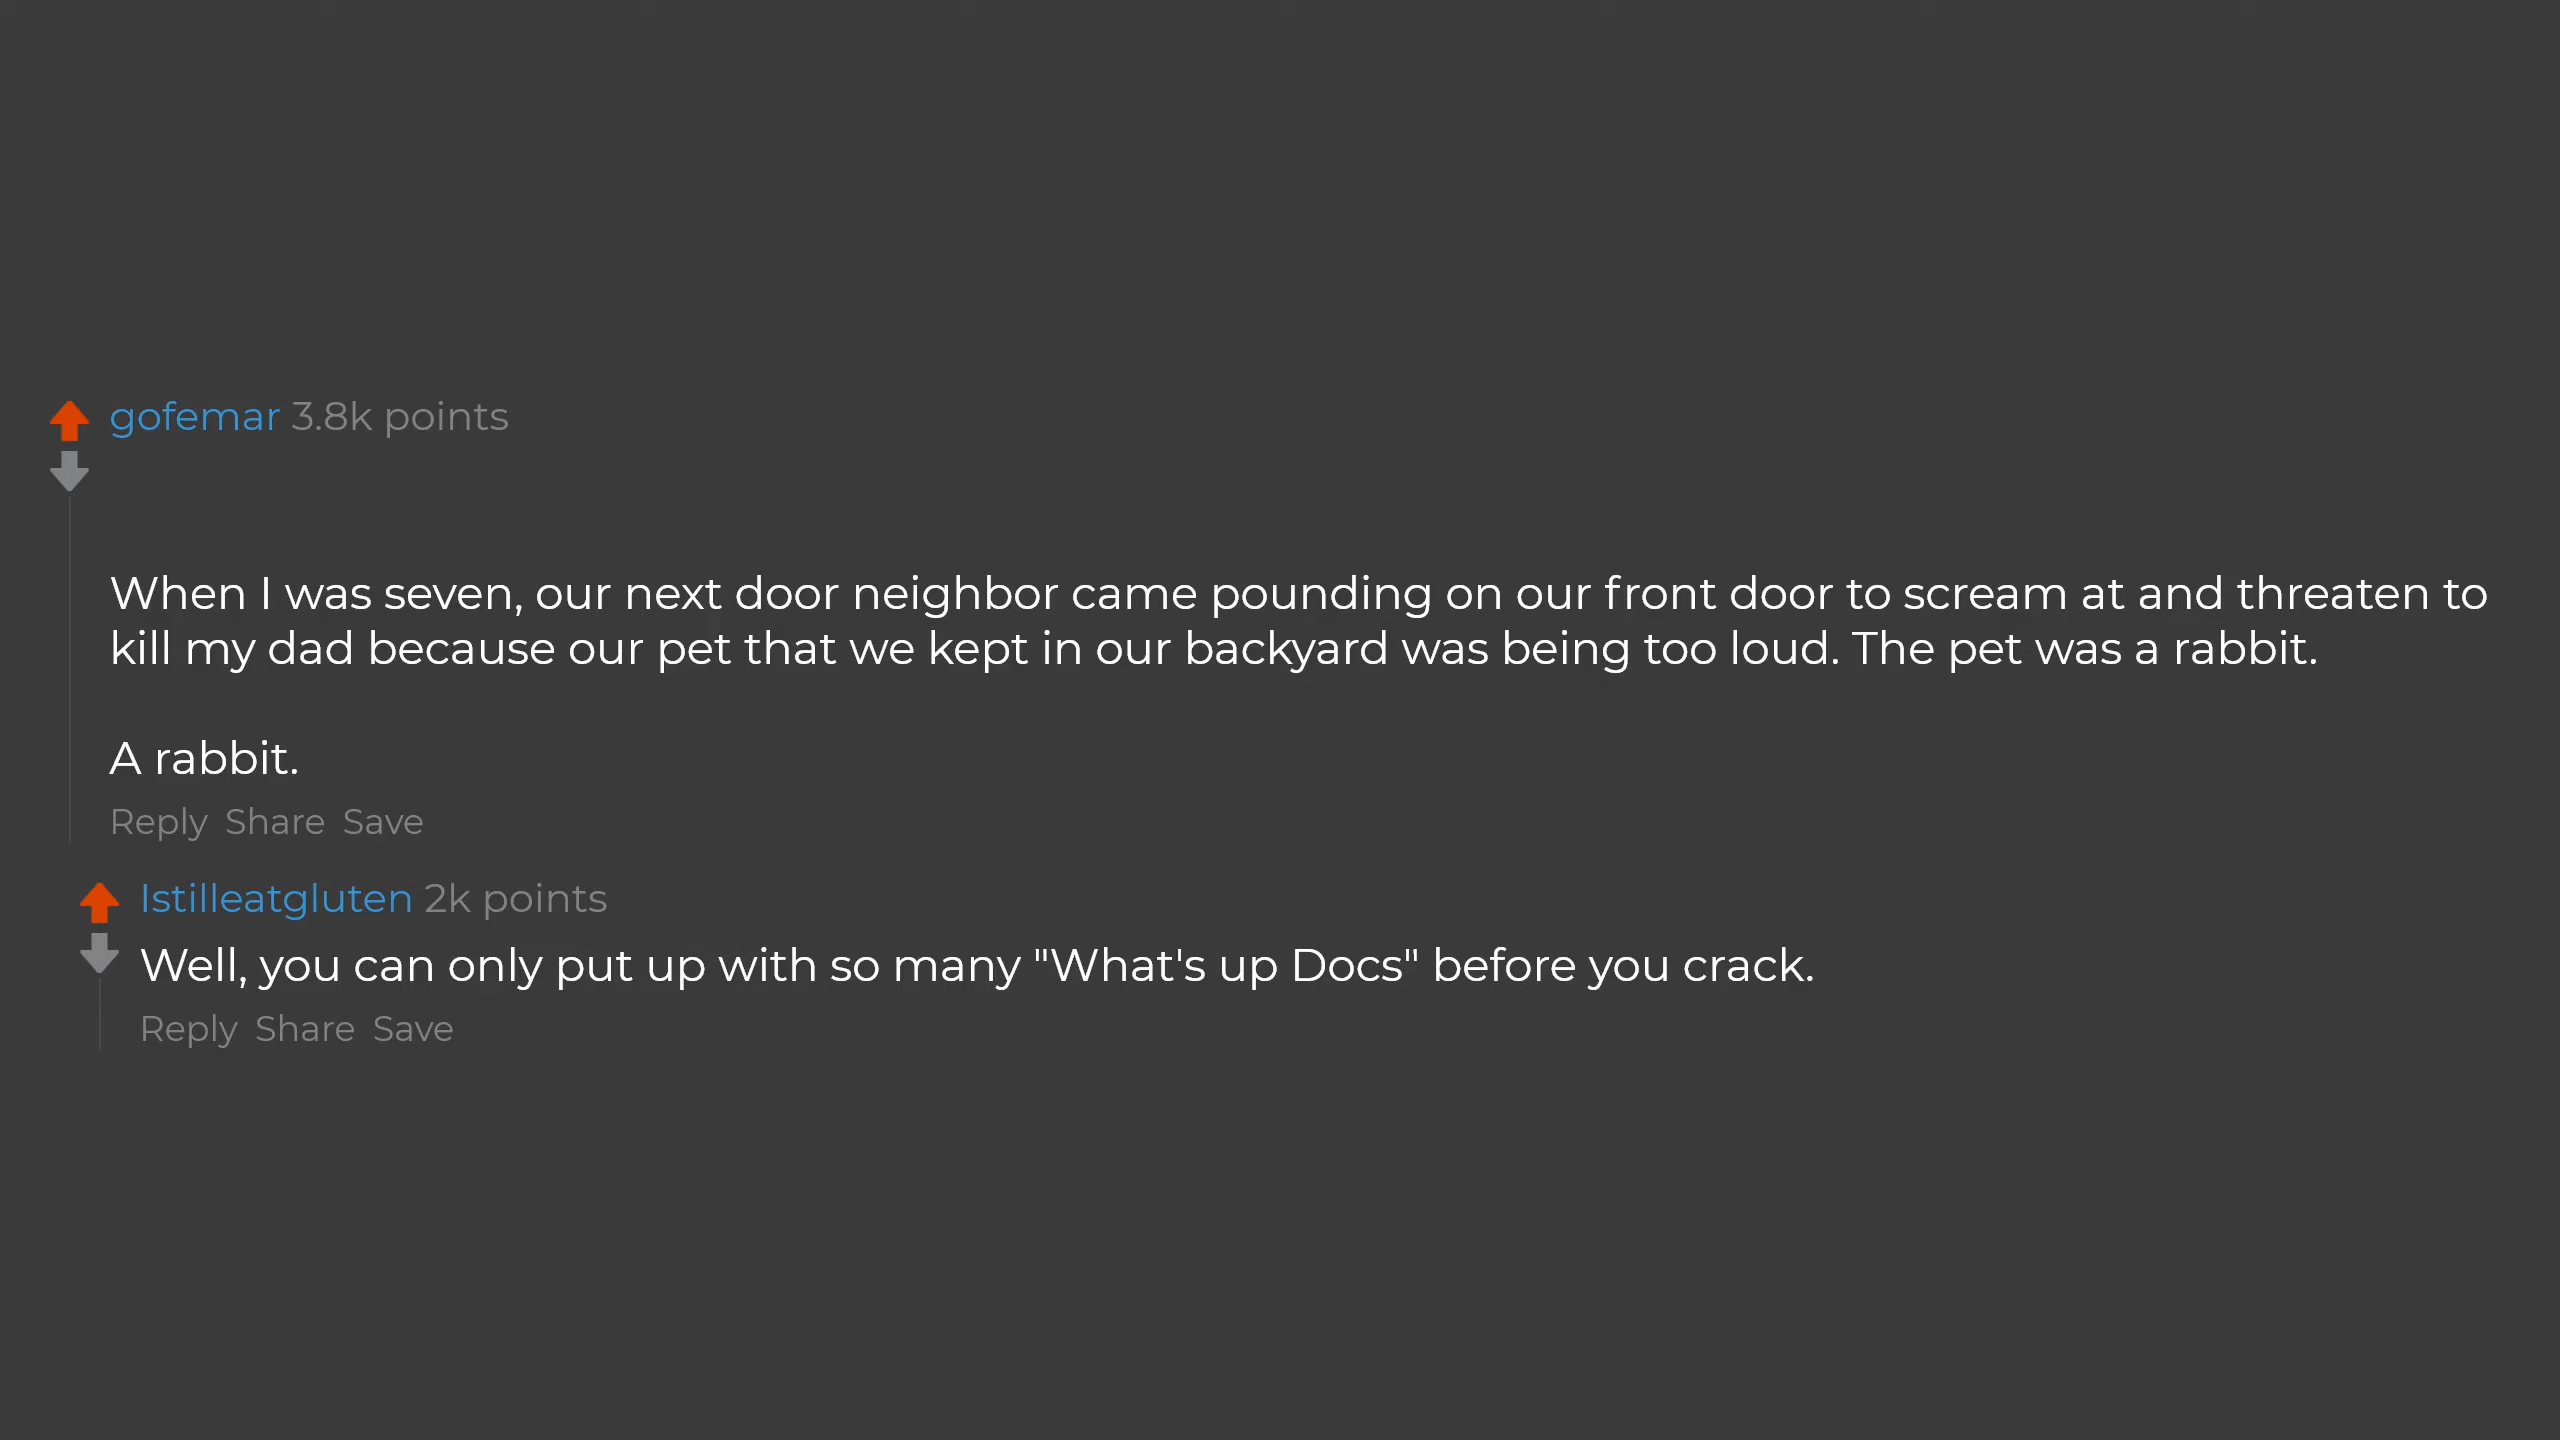 gofemar 3.8k points
When I was seven, our next door neighbor came pounding on our front door to scream at and threaten to
kill my dad because our pet that we kept in our backyard was being too loud. The pet was a rabbit.
A rabbit.
Reply Share Save
Istilleatgluten 2k points
Well, you can only put up with so many "What's up Docs" before you crack.
Reply Share Save